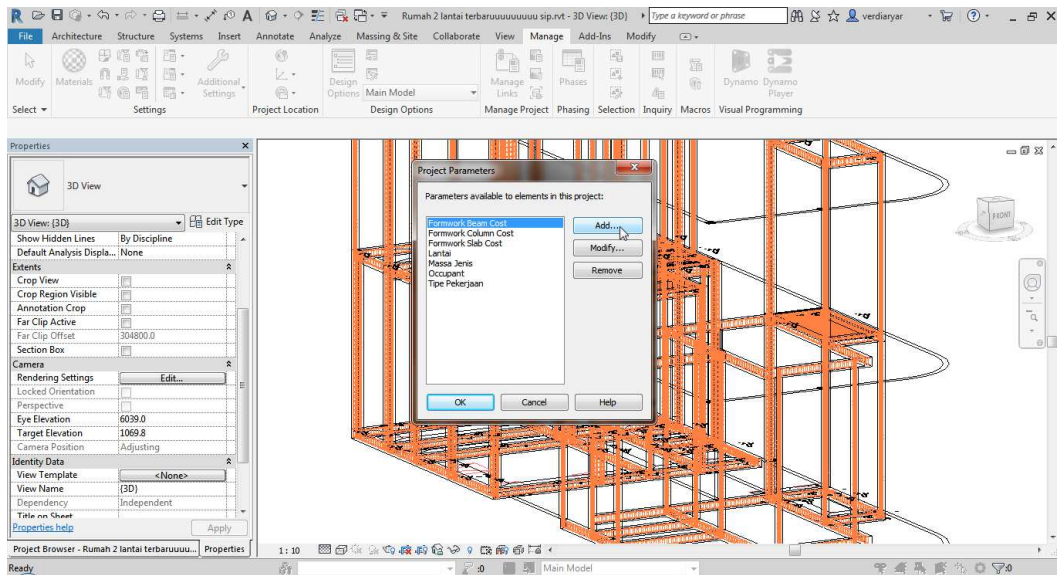 Rumah 2 lantai terbaruuuuuuuuu sip.rvt - 3D View: {3D}
Type a keyword or phrase
verdiaryar
File Architecture Structure Systems Insert Annotate Analyze Massing & Site Collaborate View Manage Add-Ins Modify
Modify Materials Additional Settings Design Options Main Model Manage Links Phases Dynamo Dynamo Player
Select Settings Project Location Design Options Manage Project Phasing Selection Inquiry Macros Visual Programming
Properties
3D View
3D View: {3D} Edit Type
Show Hidden Lines By Discipline
Default Analysis Displa... None
Extents
Crop View
Crop Region Visible
Annotation Crop
Far Clip Active
Far Clip Offset 304800.0
Section Box
Camera
Rendering Settings Edit...
Locked Orientation
Perspective
Eye Elevation 6039.0
Target Elevation 1069.8
Camera Position Adjusting
Identity Data
View Template <None>
View Name {3D}
Dependency Independent
Title on Sheet
Properties help Apply
Project Browser - Rumah 2 lantai terbaruuuu... Properties
Project Parameters
Parameters available to elements in this project:
Formwork Beam Cost
Formwork Column Cost
Formwork Slab Cost
Lantai
Massa Jenis
Occupant
Tipe Pekerjaan
Add...
Modify...
Remove
OK Cancel Help
FRONT
1 : 10
Ready :0 Main Model :0